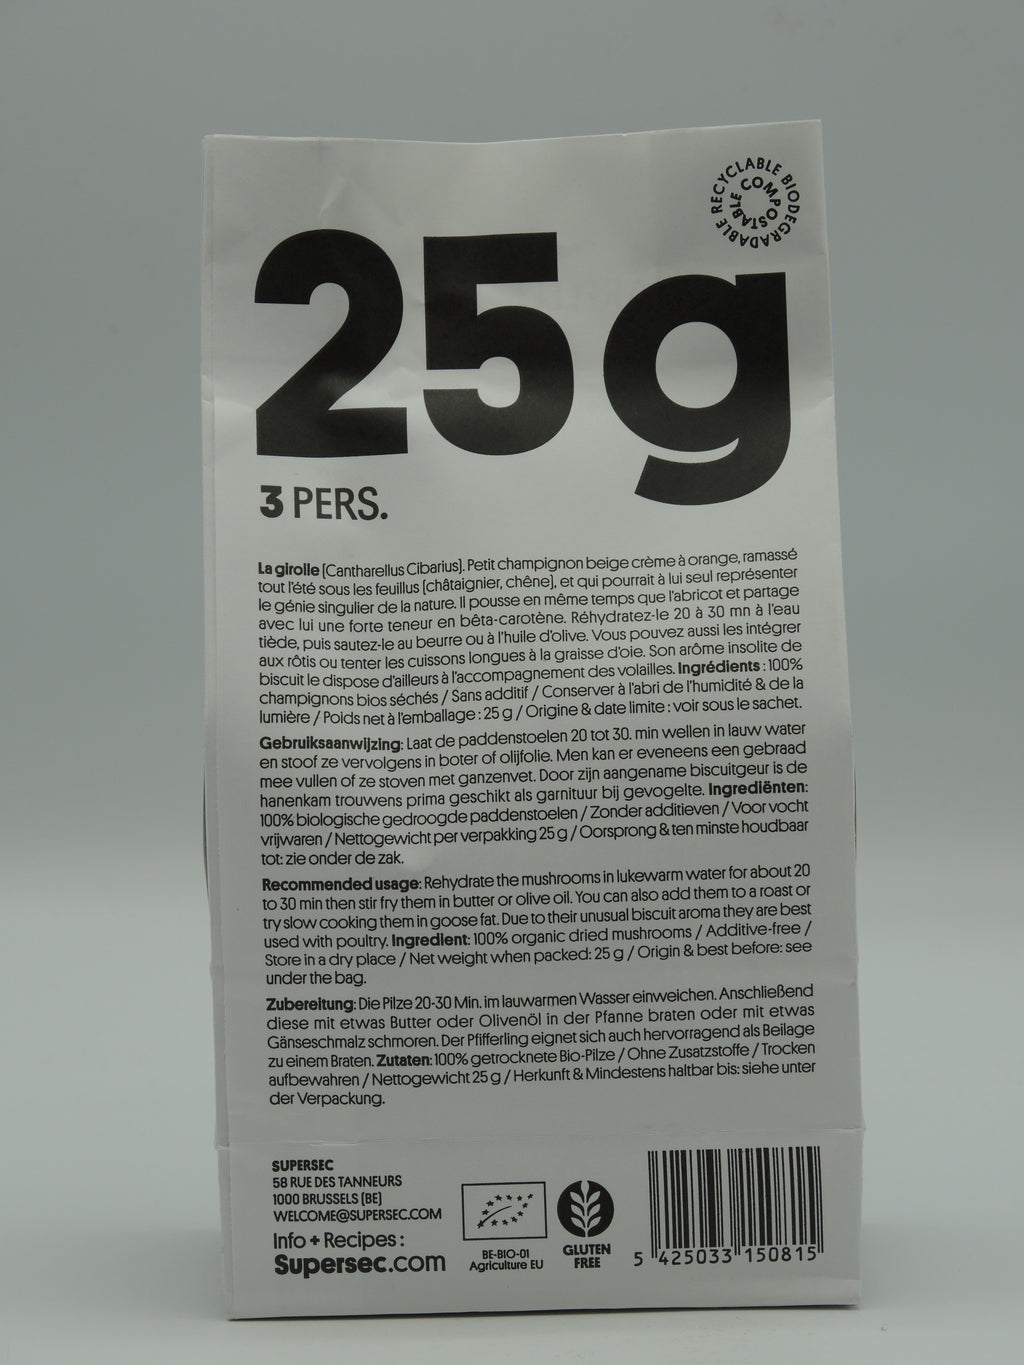 RECYCLABLE BIODEGRADABLE
COMPOSTABLE
25g
3 PERS.
La girolle (Cantharellus Cibarius). Petit champignon beige crème à orange, ramassé
tout l'été sous les feuillus (châtaignier, chêne), et qui pourrait à lui seul représenter
le génie singulier de la nature. Il pousse en même temps que l'abricot et partage
avec lui une forte teneur en bêta-carotène. Réhydratez-le 20 à 30 mn à l'eau
tiède, puis sautez-le au beurre ou à l'huile d'olive. Vous pouvez aussi les intégrer
aux rôtis ou tenter les cuissons longues à la graisse d'oie. Son arôme insolite de
biscuit le dispose d'ailleurs à l'accompagnement des volailles. Ingrédients : 100%
champignons bios séchés / Sans additif / Conserver à l'abri de l'humidité & de la
lumière / Poids net à l'emballage : 25 g / Origine & date limite : voir sous le sachet.
Gebruiksaanwijzing: Laat de paddenstoelen 20 tot 30. min wellen in lauw water
en stoof ze vervolgens in boter of olijfolie. Men kan er eveneens een gebraad
mee vullen of ze stoven met ganzenvet. Door zijn aangename biscuitgeur is de
hanenkam trouwens prima geschikt als garnituur bij gevogelte. Ingrediënten:
100% biologische gedroogde paddenstoelen / Zonder additieven / Voor vocht
vrijwaren / Nettogewicht per verpakking 25 g / Oorsprong & ten minste houdbaar
tot: zie onder de zak.
Recommended usage: Rehydrate the mushrooms in lukewarm water for about 20
to 30 min then stir fry them in butter or olive oil. You can also add them to a roast or
try slow cooking them in goose fat. Due to their unusual biscuit aroma they are best
used with poultry. Ingredient: 100% organic dried mushrooms / Additive-free /
Store in a dry place / Net weight when packed: 25 g / Origin & best before: see
under the bag.
Zubereitung: Die Pilze 20-30 Min. im lauwarmen Wasser einweichen. Anschließend
diese mit etwas Butter oder Olivenöl in der Pfanne braten oder mit etwas
Gänseschmalz schmoren. Der Pfifferling eignet sich auch hervorragend als Beilage
zu einem Braten. Zutaten: 100% getrocknete Bio-Pilze / Ohne Zusatzstoffe / Trocken
aufbewahren / Nettogewicht 25 g / Herkunft & Mindestens haltbar bis: siehe unter
der Verpackung.
SUPERSEC
58 RUE DES TANNEURS
1000 BRUSSELS (BE)
WELCOME@SUPERSEC.COM
Info + Recipes :
Supersec.com
BE-BIO-01
Agriculture EU
GLUTEN
FREE
5 425033 150815